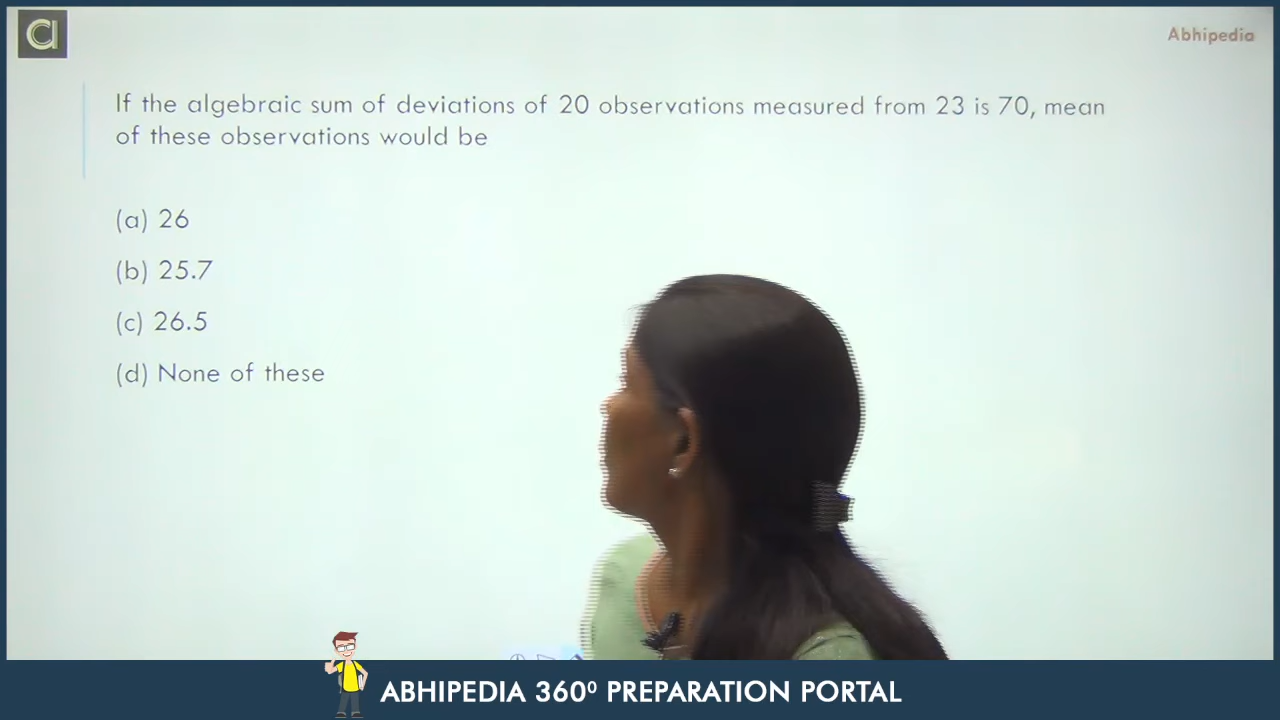 Abhipedia
If the algebraic sum of deviations of 20 observations measured from 23 is 70, mean
of these observations would be
(a) 26
(b) 25.7
(c) 26.5
(d) None of these
ABHIPEDIA 360⁰ PREPARATION PORTAL